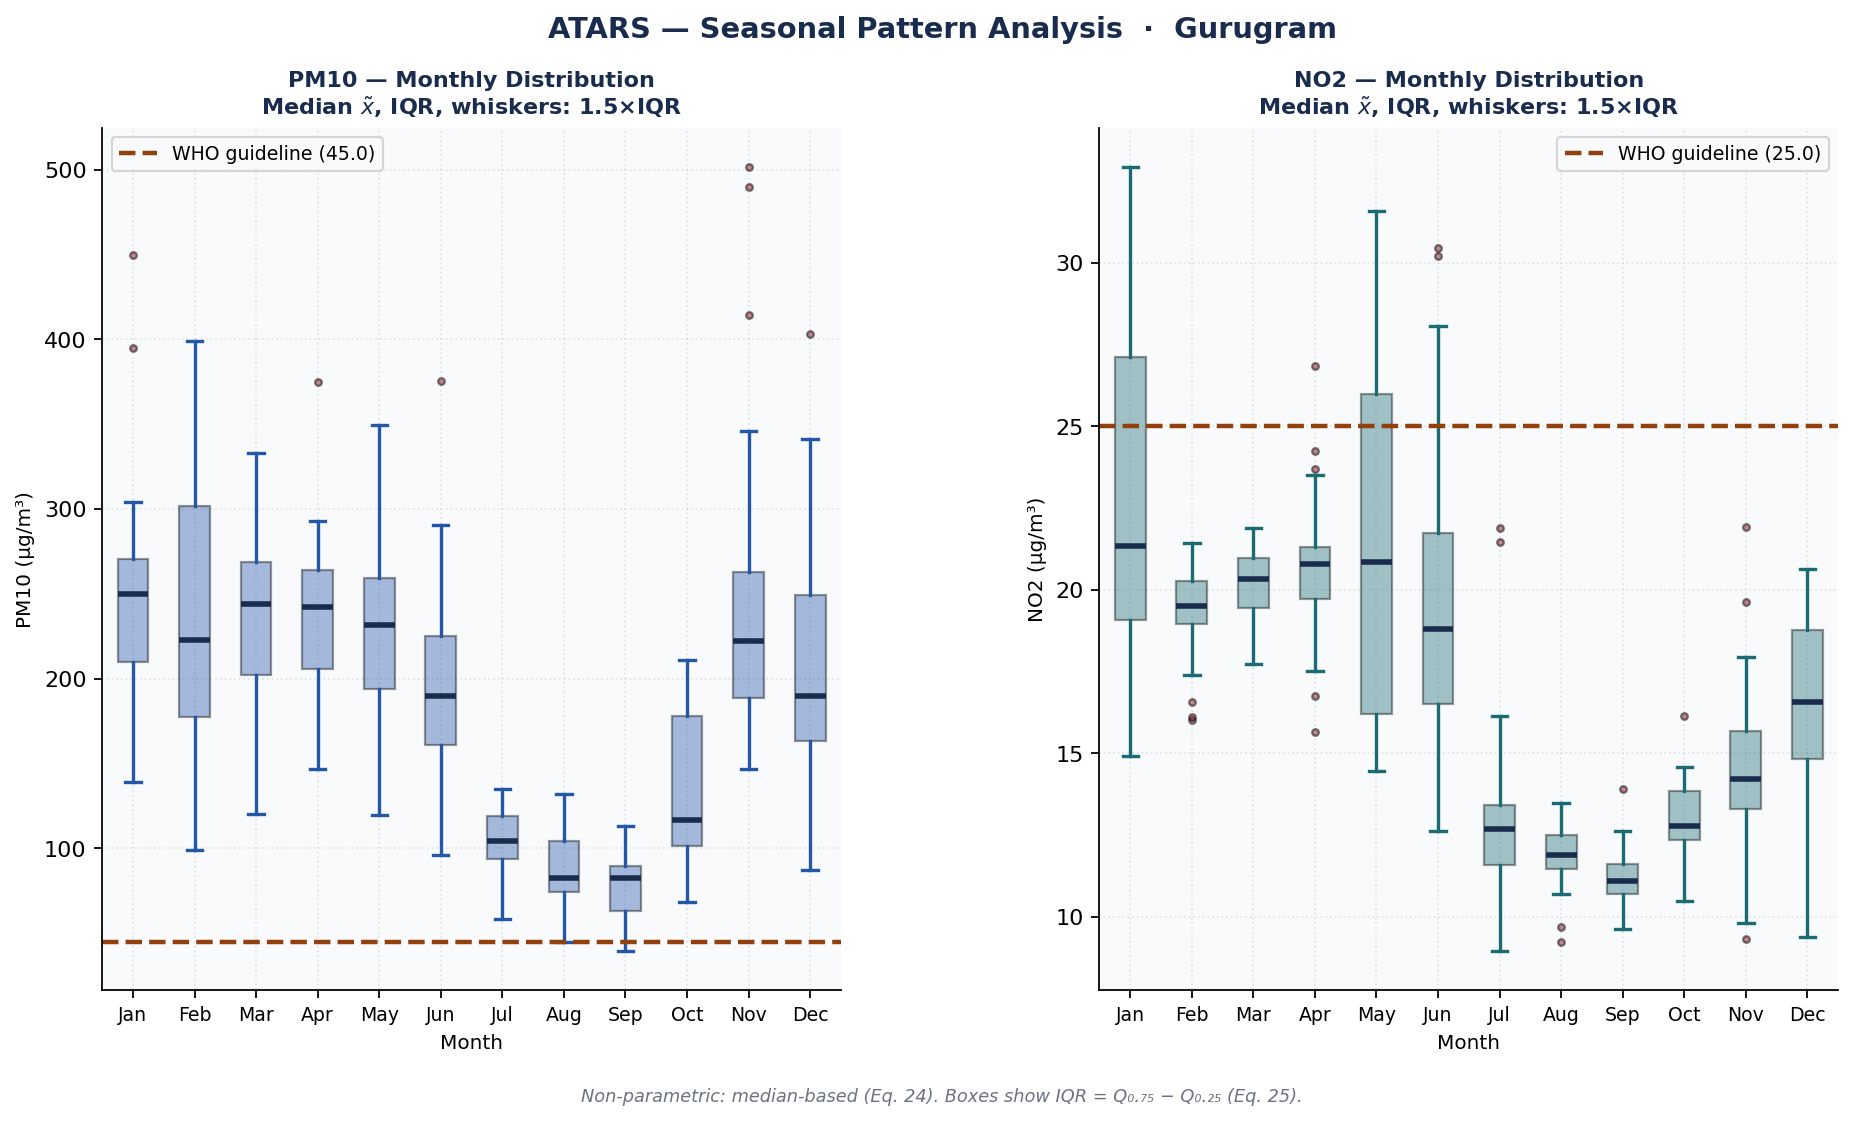 ATARS — Seasonal Pattern Analysis · Gurugram
PM10 — Monthly Distribution
Median x̃, IQR, whiskers: 1.5×IQR
WHO guideline (45.0)
500
400
300
200
100
PM10 (µg/m³)
Jan Feb Mar Apr May Jun Jul Aug Sep Oct Nov Dec
Month
NO2 — Monthly Distribution
Median x̃, IQR, whiskers: 1.5×IQR
WHO guideline (25.0)
30
25
20
15
10
NO2 (µg/m³)
Jan Feb Mar Apr May Jun Jul Aug Sep Oct Nov Dec
Month
Non-parametric: median-based (Eq. 24). Boxes show IQR = Q₀.₇₅ − Q₀.₂₅ (Eq. 25).